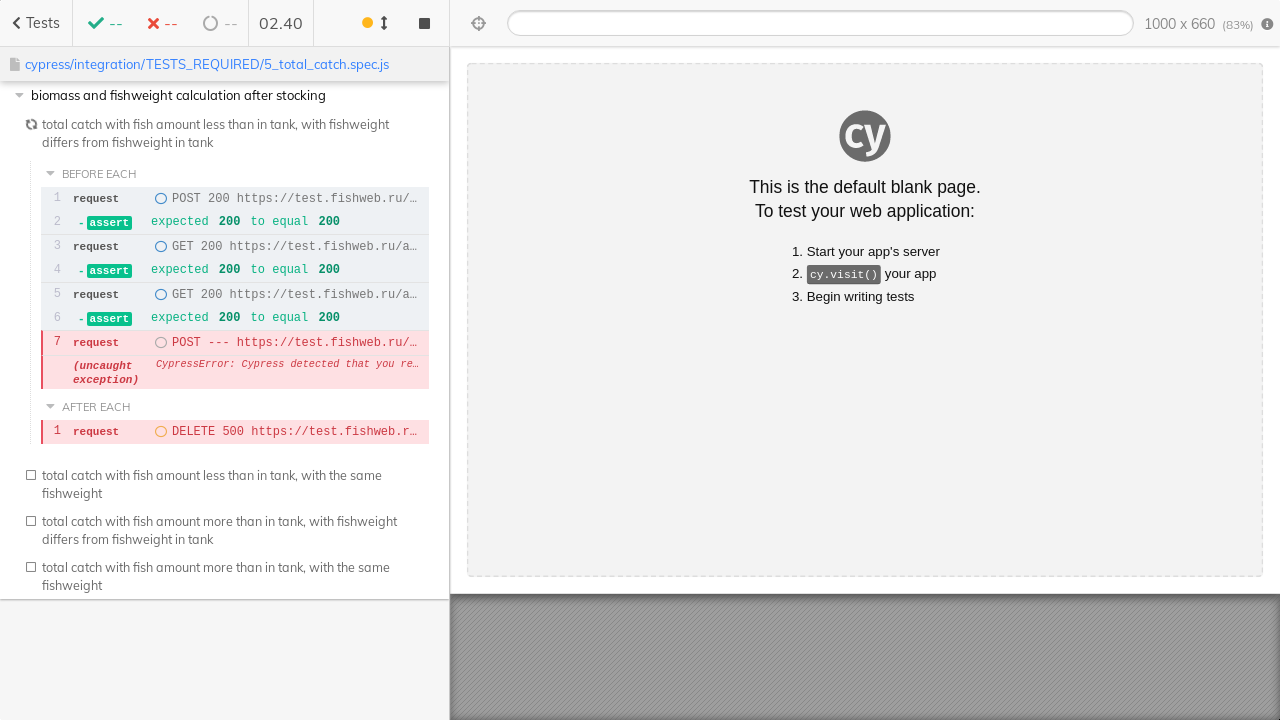 Tests
--
--
--
02.40
1000 x 660 (83%)
cypress/integration/TESTS_REQUIRED/5_total_catch.spec.js
biomass and fishweight calculation after stocking
total catch with fish amount less than in tank, with fishweight
differs from fishweight in tank
BEFORE EACH
1 request POST 200 https://test.fishweb.ru/…
2 -assert expected 200 to equal 200
3 request GET 200 https://test.fishweb.ru/a…
4 -assert expected 200 to equal 200
5 request GET 200 https://test.fishweb.ru/a…
6 -assert expected 200 to equal 200
7 request POST --- https://test.fishweb.ru/…
(uncaught CypressError: Cypress detected that you re…
exception)
AFTER EACH
1 request DELETE 500 https://test.fishweb.r…
total catch with fish amount less than in tank, with the same
fishweight
total catch with fish amount more than in tank, with fishweight
differs from fishweight in tank
total catch with fish amount more than in tank, with the same
fishweight
cy
This is the default blank page.
To test your web application:
1. Start your app's server
2. cy.visit() your app
3. Begin writing tests